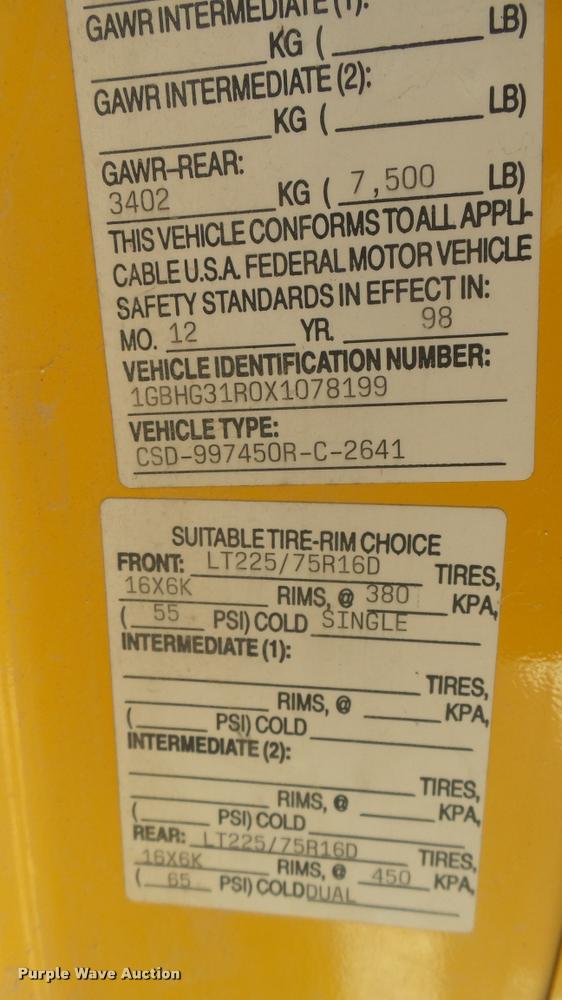 GAWR INTERMEDIATE (1):
KG ( LB)
GAWR INTERMEDIATE (2):
KG ( LB)
GAWR-REAR:
3402 KG ( 7,500 LB)
THIS VEHICLE CONFORMS TO ALL APPLI-
CABLE U.S.A. FEDERAL MOTOR VEHICLE
SAFETY STANDARDS IN EFFECT IN:
MO. 12 YR. 98
VEHICLE IDENTIFICATION NUMBER:
1GBHG31R0X1078199
VEHICLE TYPE:
CSD-997450R-C-2641
SUITABLE TIRE-RIM CHOICE
FRONT: LT225/75R16D TIRES,
16X6K RIMS, @ 380 KPA,
( 55 PSI) COLD SINGLE
INTERMEDIATE (1):
TIRES,
RIMS, @ KPA,
( PSI) COLD
INTERMEDIATE (2):
TIRES,
RIMS, @ KPA,
( PSI) COLD
REAR: LT225/75R16D TIRES,
16X6K RIMS, @ 450 KPA,
( 65 PSI) COLD DUAL
Purple Wave Auction